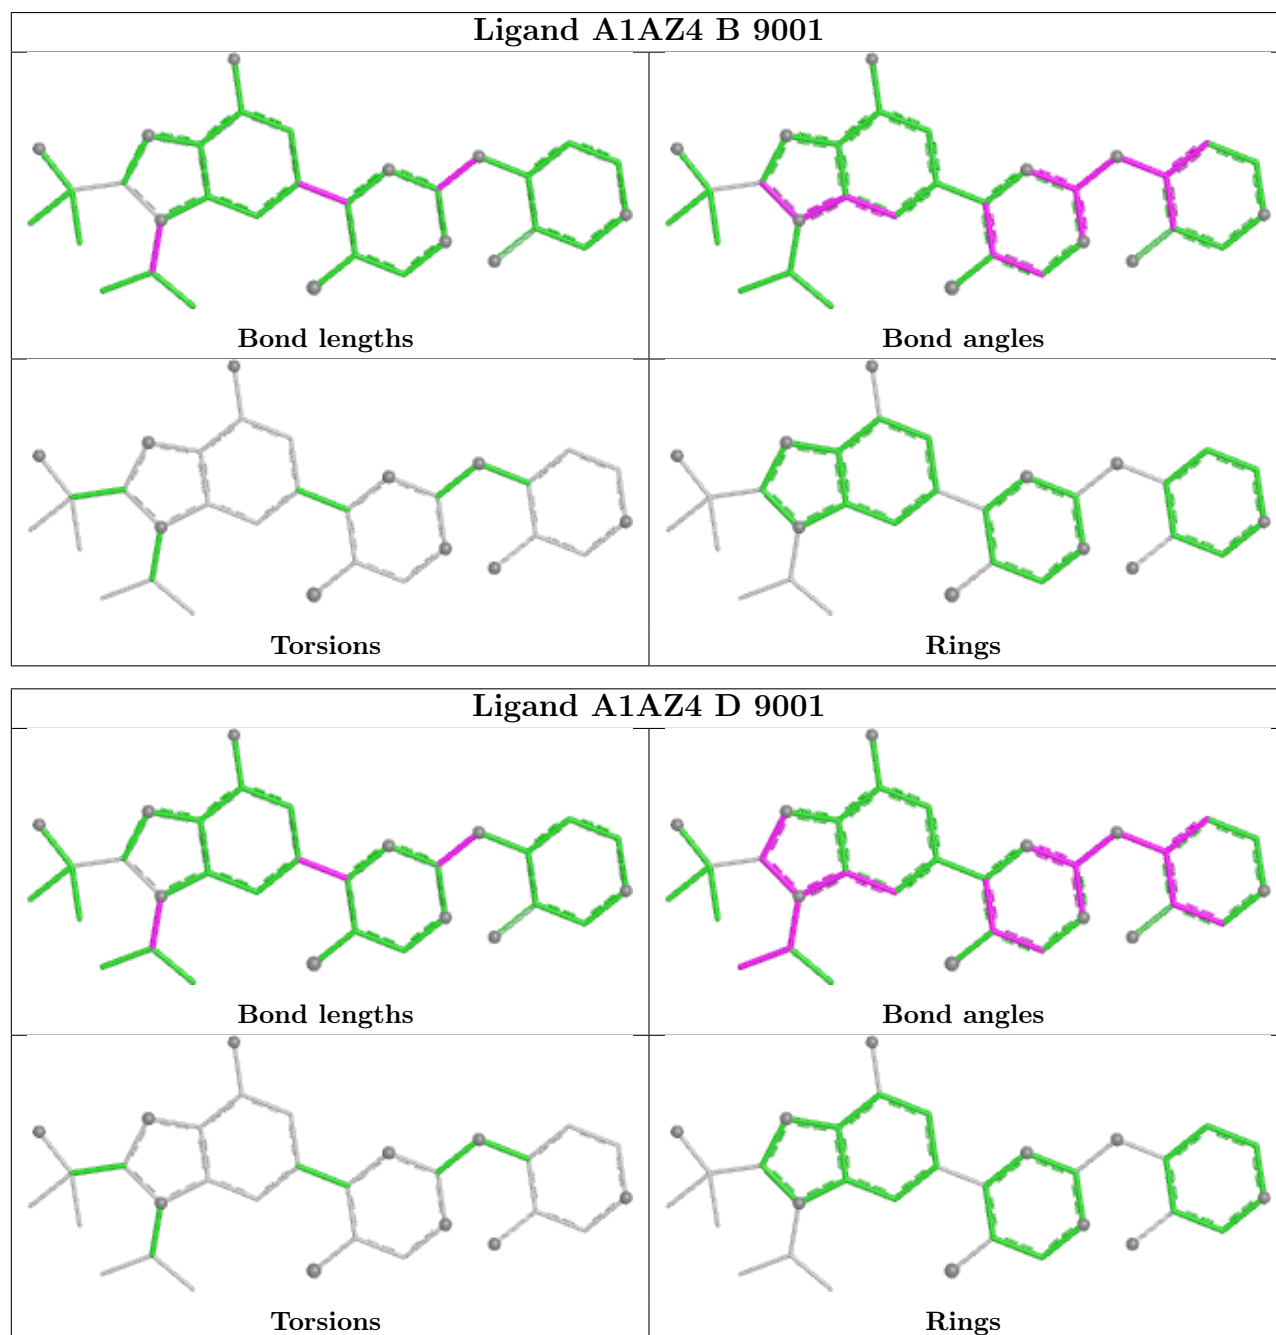 Ligand A1AZ4 B 9001
Bond lengths
Bond angles
Torsions
Rings
Ligand A1AZ4 D 9001
Bond lengths
Bond angles
Torsions
Rings